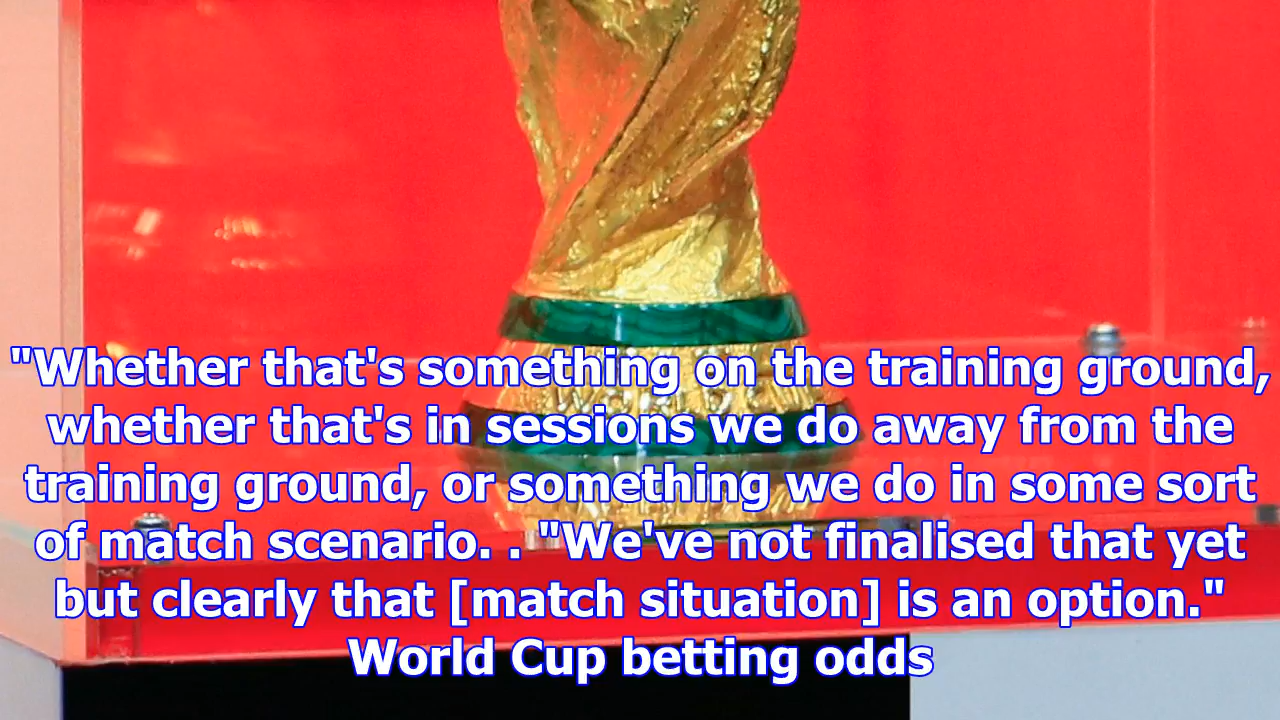 "Whether that's something on the training ground,
whether that's in sessions we do away from the
training ground, or something we do in some sort
of match scenario. . "We've not finalised that yet
but clearly that [match situation] is an option."
World Cup betting odds